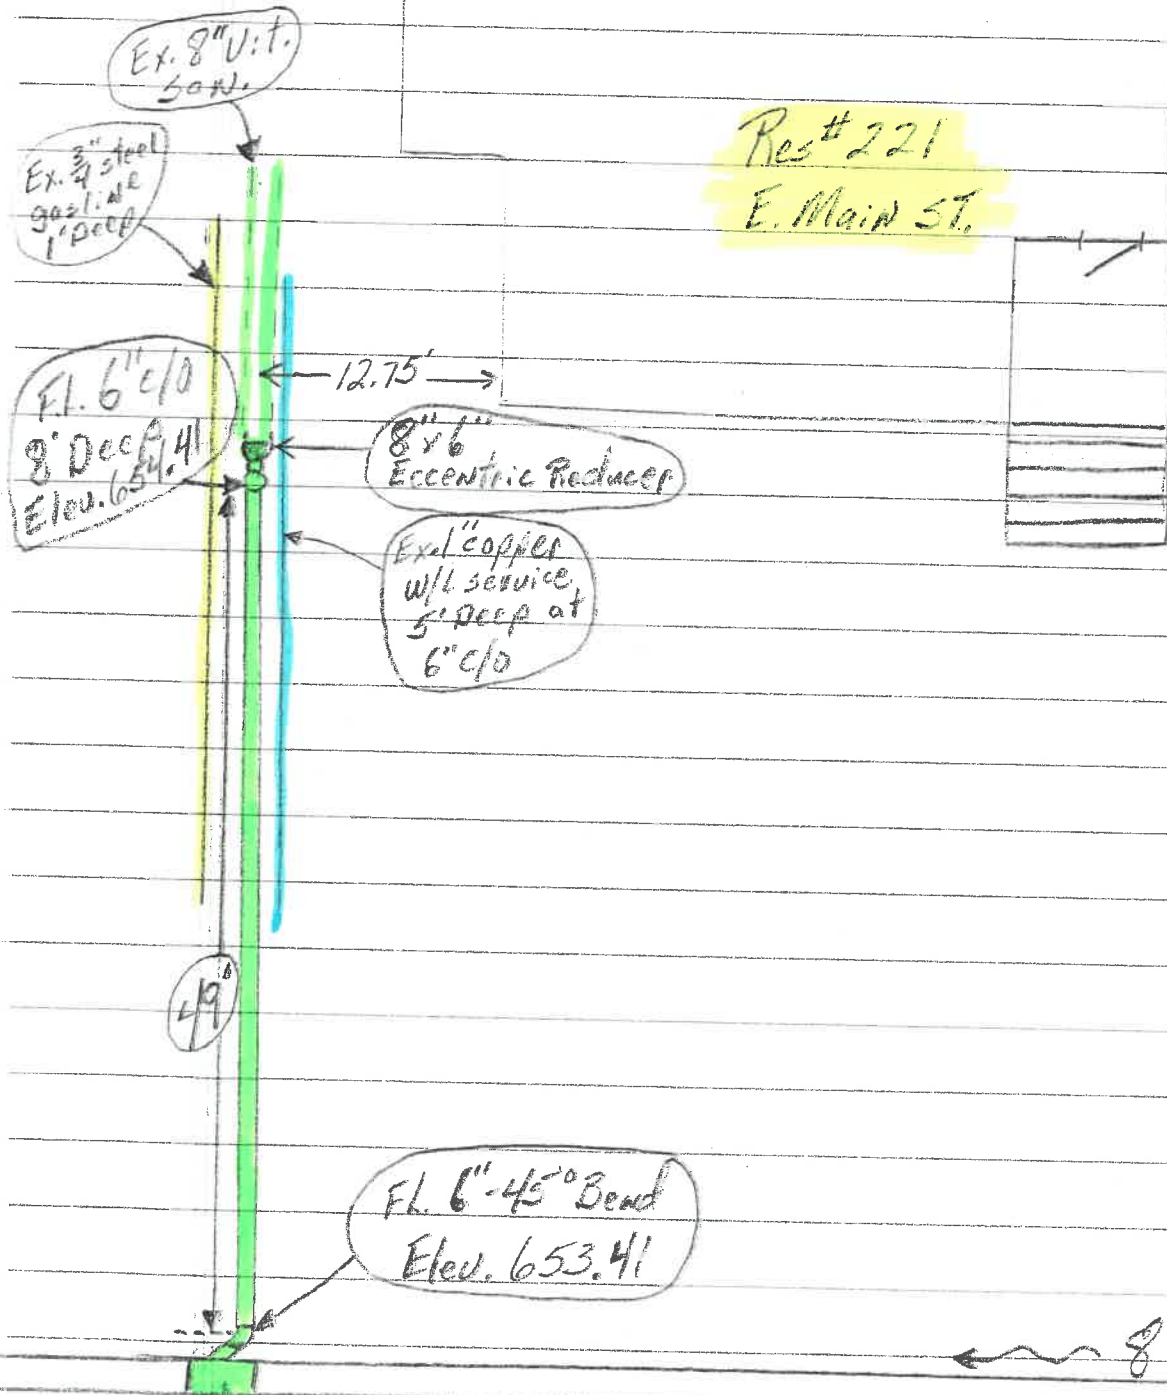 Ex. 8" Vit.
san.
Ex. 3/4" steel
gasline
1' Deep
Res # 221
E. Main ST.
12.75'
Fl. 6" c/o
8' Deep
Elev. 654.41
8" x 6"
Eccentric Reducer
Ex. 1" copper
w/L service,
5' Deep at
6" c/o
49'
FL. 6"-45° Bend
Elev. 653.41
8